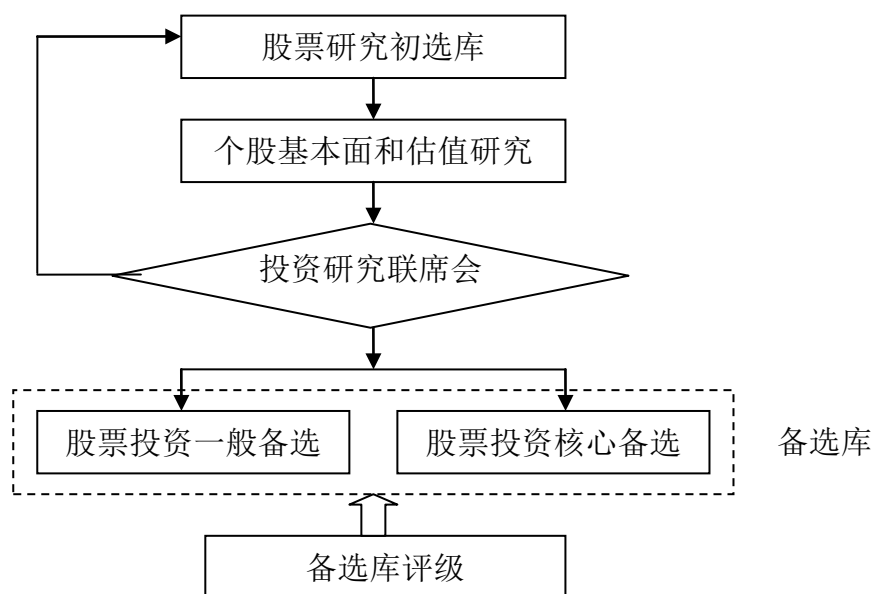 股票研究初选库
个股基本面和估值研究
投资研究联席会
股票投资一般备选
股票投资核心备选
备选库
备选库评级